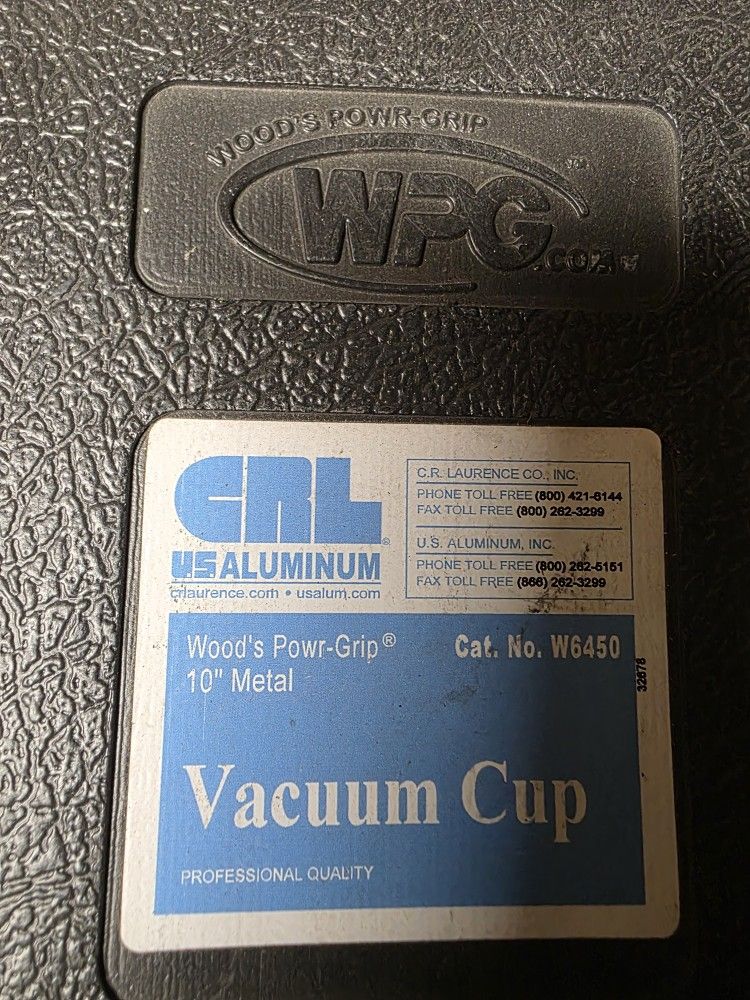 WOOD'S POWR-GRIP
WPG.COM
TM
CRL®
US ALUMINUM
crlaurence.com • usalum.com
C.R. LAURENCE CO., INC.
PHONE TOLL FREE (800) 421-6144
FAX TOLL FREE (800) 262-3299
U.S. ALUMINUM, INC.
PHONE TOLL FREE (800) 262-5151
FAX TOLL FREE (866) 262-3299
Wood's Powr-Grip® Cat. No. W6450
10" Metal
32678
Vacuum Cup
PROFESSIONAL QUALITY